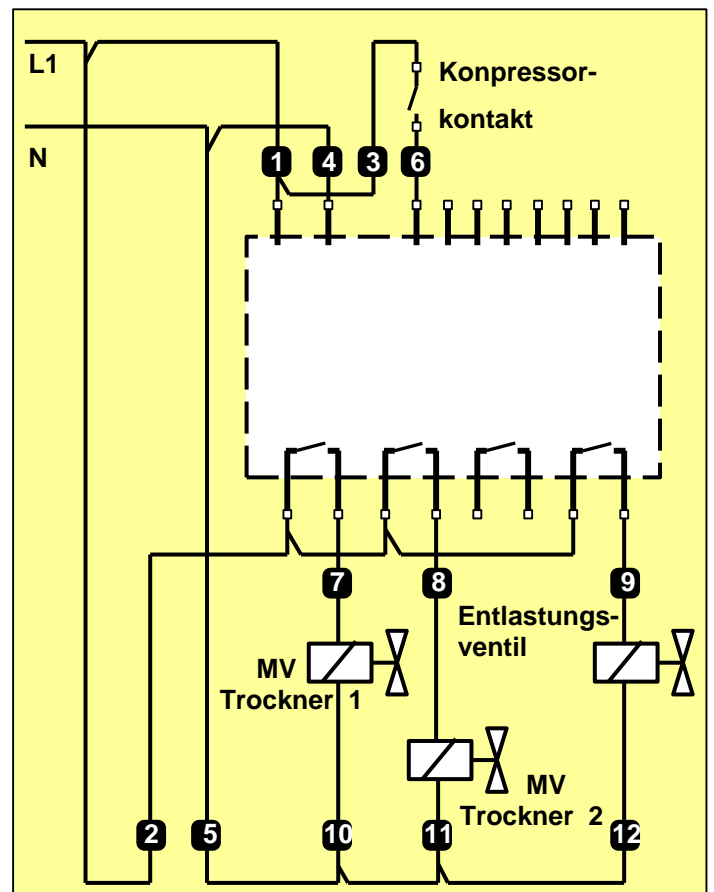 L1
Konpressor-
kontakt
N
1 4 3 6
7 8 9
Entlastungs-
ventil
MV
Trockner 1
MV
Trockner 2
2 5 10 11 12